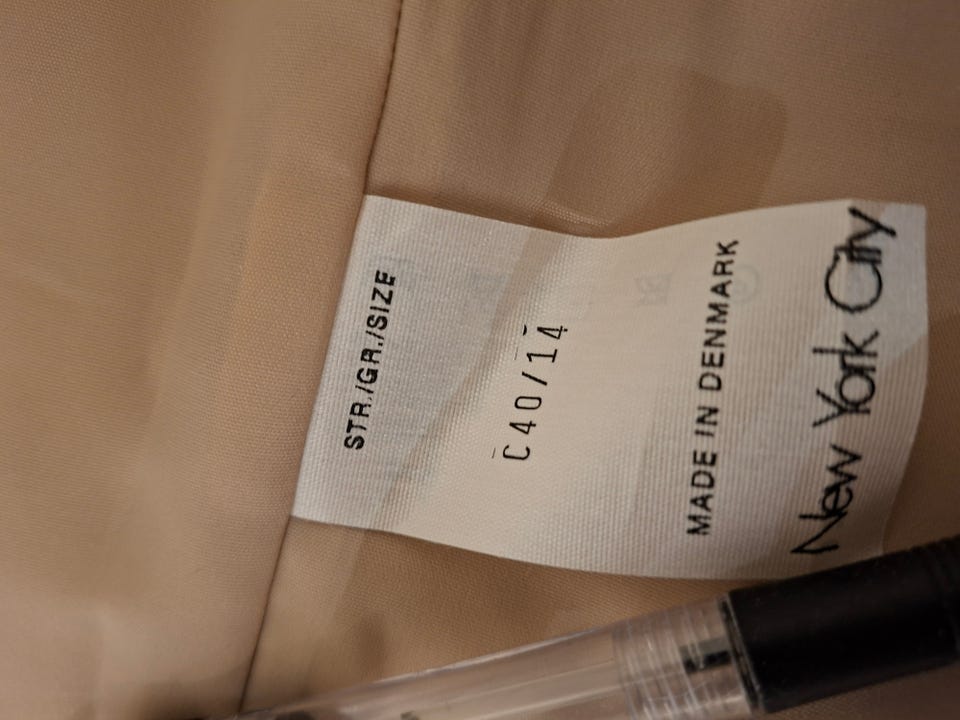 STR./GR./SIZE
C40/14
MADE IN DENMARK
New York City